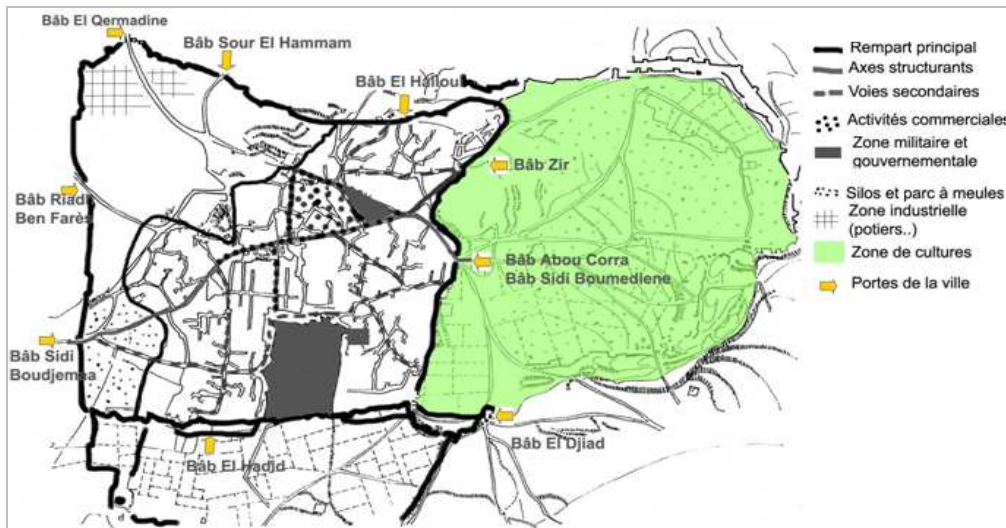 Bâb El Qermadine
Bâb Sour El Hammam
Bâb El Halloui
Bâb Zir
Bâb Riadh
Ben Farès
Bâb Abou Corra
Bâb Sidi Boumediene
Bâb Sidi
Boudjemaa
Bâb El Hadjd
Bâb El Djiad
Rempart principal
Axes structurants
Voies secondaires
Activités commerciales
Zone militaire et
gouvernementale
Silos et parc à meules
Zone industrielle
(potiers..)
Zone de cultures
Portes de la ville